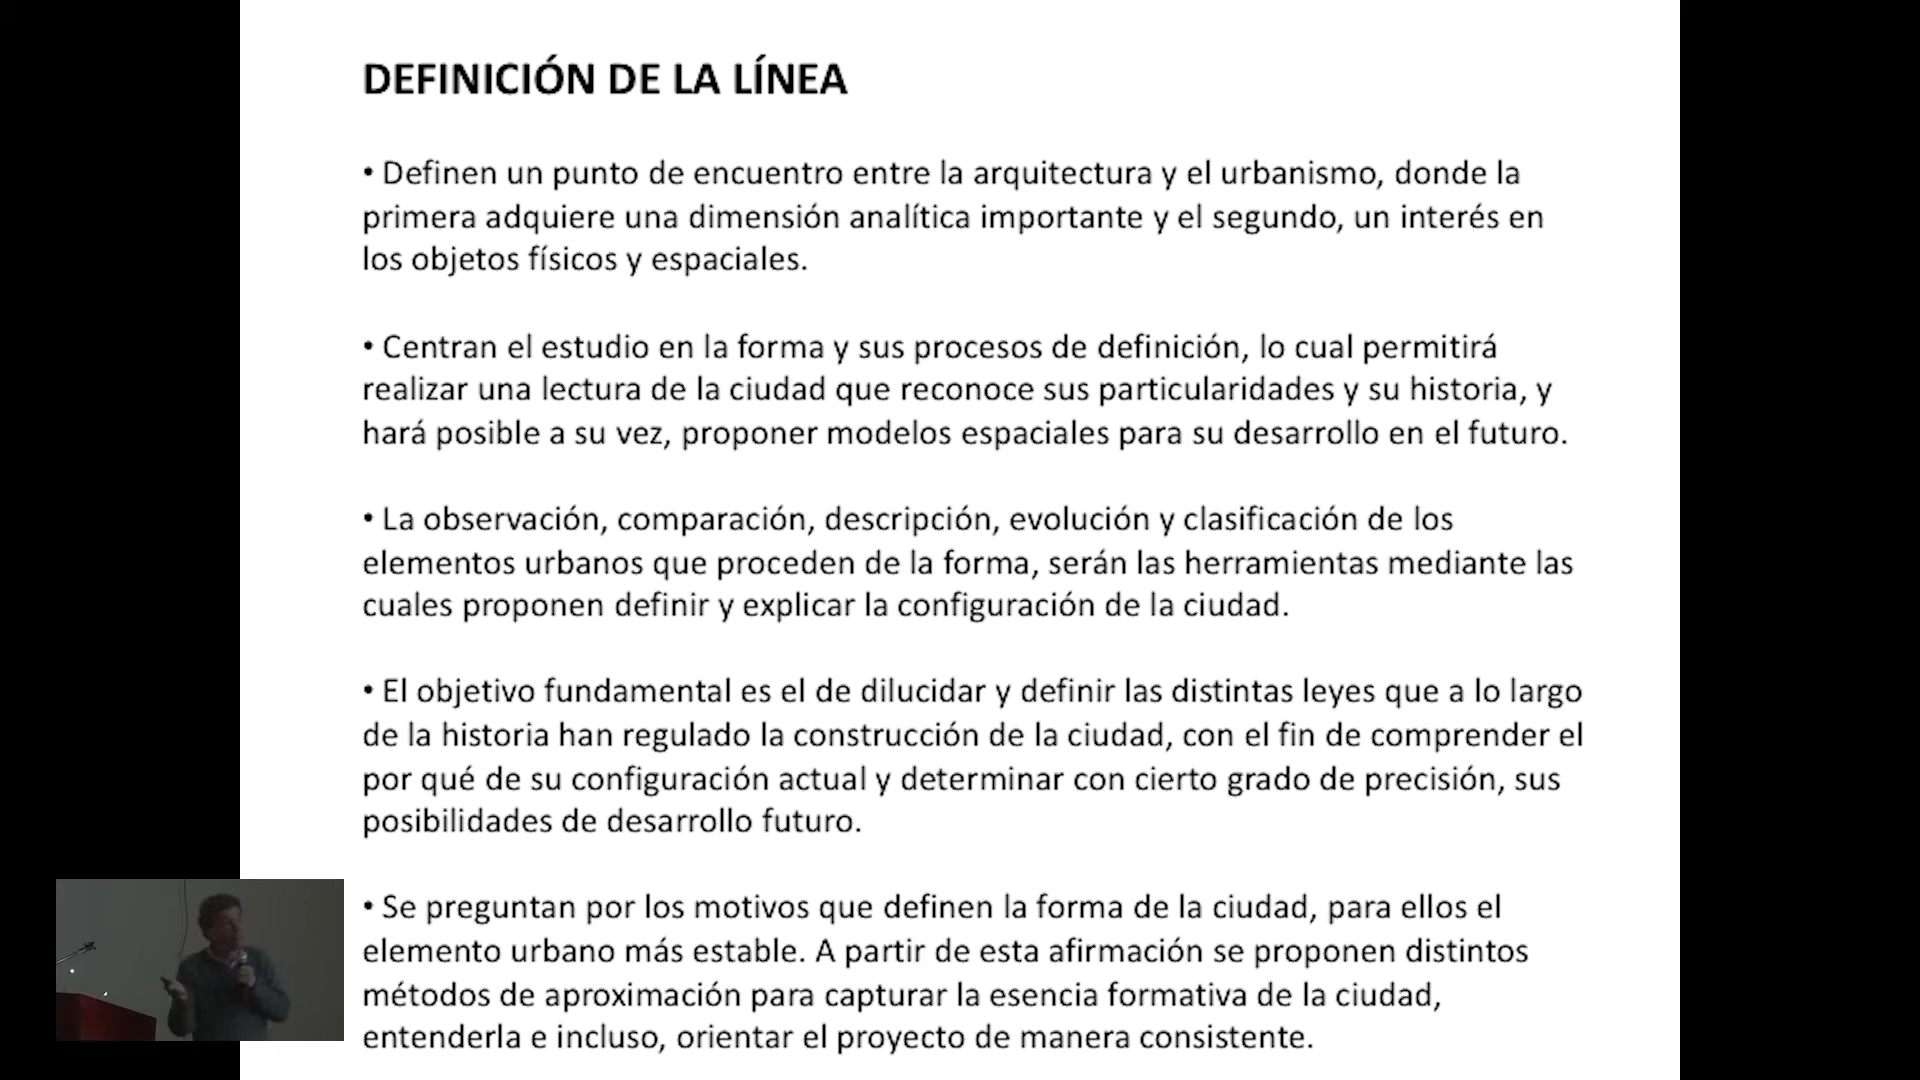 DEFINICIÓN DE LA LÍNEA
• Definen un punto de encuentro entre la arquitectura y el urbanismo, donde la
primera adquiere una dimensión analítica importante y el segundo, un interés en
los objetos físicos y espaciales.
• Centran el estudio en la forma y sus procesos de definición, lo cual permitirá
realizar una lectura de la ciudad que reconoce sus particularidades y su historia, y
hará posible a su vez, proponer modelos espaciales para su desarrollo en el futuro.
• La observación, comparación, descripción, evolución y clasificación de los
elementos urbanos que proceden de la forma, serán las herramientas mediante las
cuales proponen definir y explicar la configuración de la ciudad.
• El objetivo fundamental es el de dilucidar y definir las distintas leyes que a lo largo
de la historia han regulado la construcción de la ciudad, con el fin de comprender el
por qué de su configuración actual y determinar con cierto grado de precisión, sus
posibilidades de desarrollo futuro.
• Se preguntan por los motivos que definen la forma de la ciudad, para ellos el
elemento urbano más estable. A partir de esta afirmación se proponen distintos
métodos de aproximación para capturar la esencia formativa de la ciudad,
entenderla e incluso, orientar el proyecto de manera consistente.